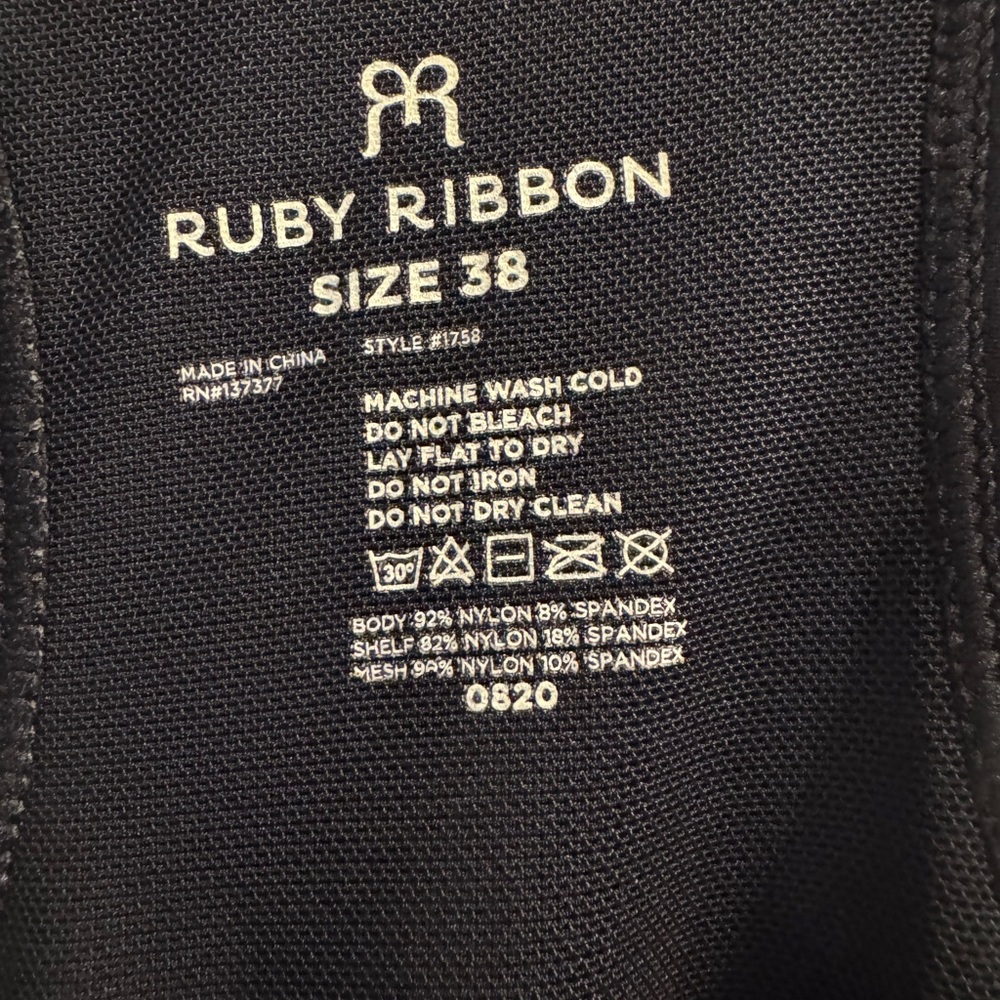 RUBY RIBBON
SIZE 38
STYLE #1758
MADE IN CHINA
RN#137377
MACHINE WASH COLD
DO NOT BLEACH
LAY FLAT TO DRY
DO NOT IRON
DO NOT DRY CLEAN
30°
BODY 92% NYLON 8% SPANDEX
SHELF 82% NYLON 18% SPANDEX
MESH 90% NYLON 10% SPANDEX
0820